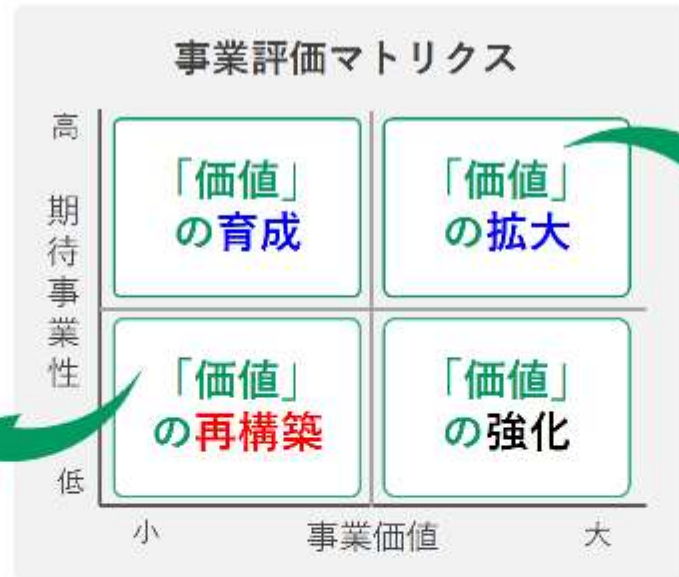 事業評価マトリクス
高
期待事業性
低
「価値」
の育成
「価値」
の拡大
「価値」
の再構築
「価値」
の強化
小
事業価値
大